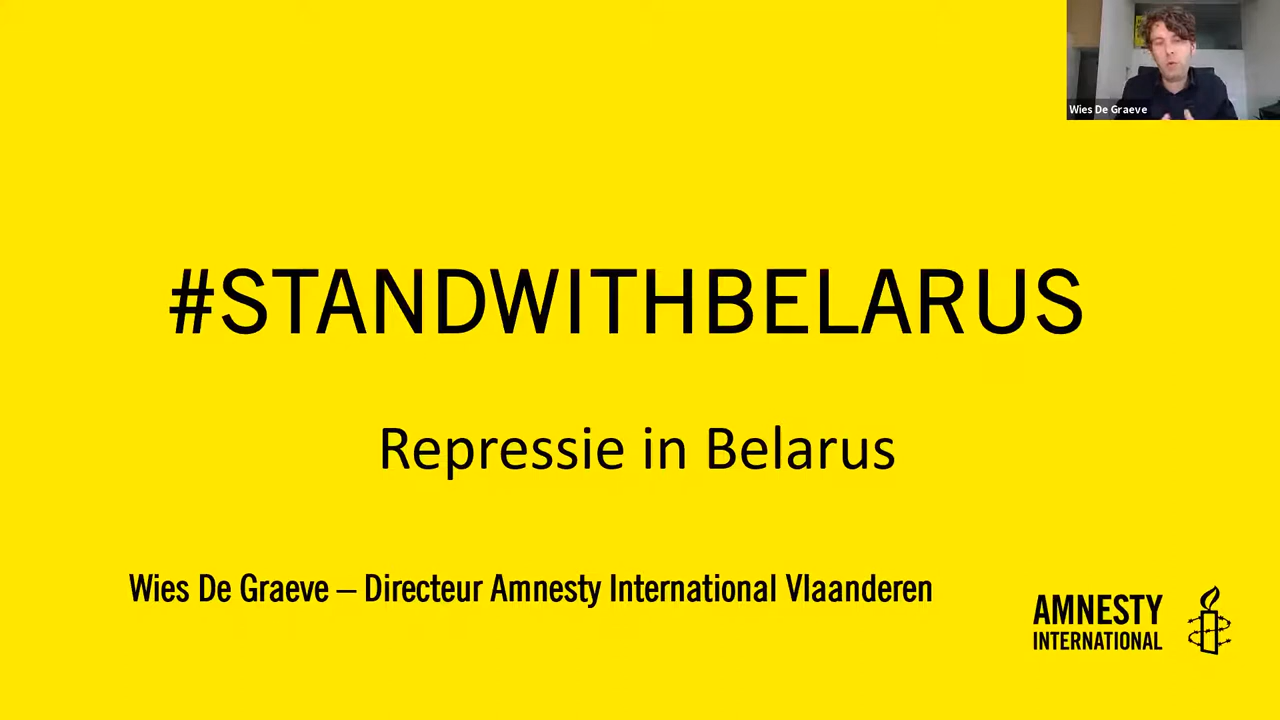 Wies De Graeve
#STANDWITHBELARUS
Repressie in Belarus
Wies De Graeve – Directeur Amnesty International Vlaanderen
AMNESTY
INTERNATIONAL